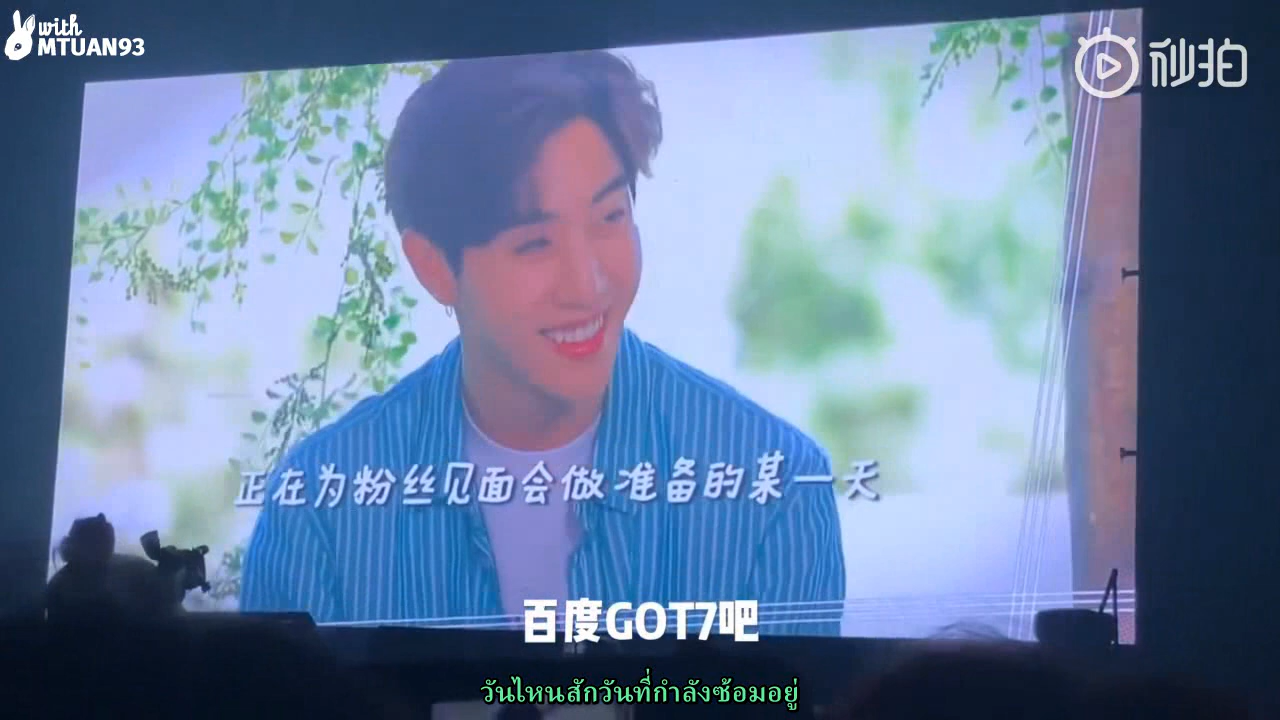 with
MTUAN93
秒拍
正在为粉丝见面会做准备的某一天
百度GOT7吧
วันไหนสักวันที่กำลังซ้อมอยู่